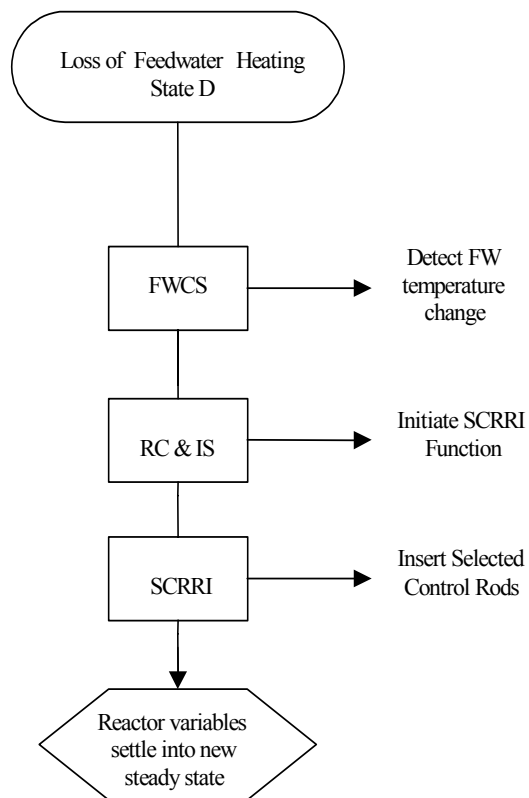 Loss of Feedwater Heating
State D
FWCS
Detect FW
temperature
change
RC & IS
Initiate SCRRI
Function
SCRRI
Insert Selected
Control Rods
Reactor variables
settle into new
steady state